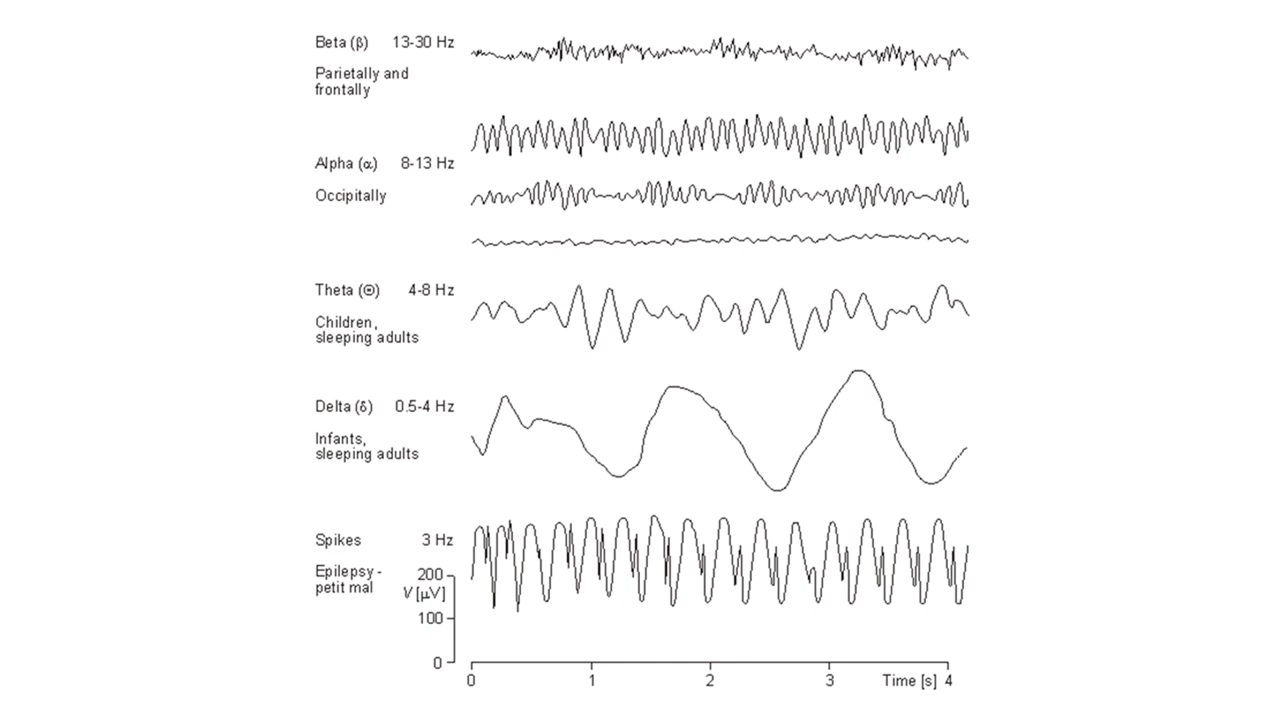 Beta (β) 13-30 Hz
Parietally and
frontally
Alpha (α) 8-13 Hz
Occipitally
Theta (Θ) 4-8 Hz
Children,
sleeping adults
Delta (δ) 0.5-4 Hz
Infants,
sleeping adults
Spikes 3 Hz
Epilepsy -
petit mal
200
V [μV]
100
0
0 1 2 3 Time [s] 4